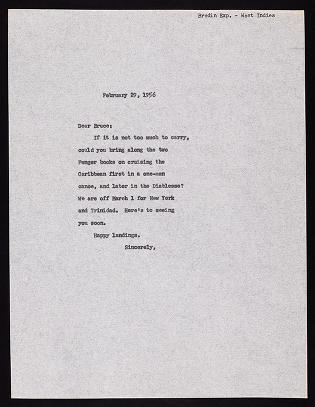 Bredin Exp. - West Indies
February 29, 1956
Dear Bruce:
If it is not too much to carry,
could you bring along the two
Fenger books on cruising the
Caribbean first in a one-man
canoe, and later in the Diablesse?
We are off March 1 for New York
and Trinidad. Here's to seeing
you soon.
Happy landings.
Sincerely,